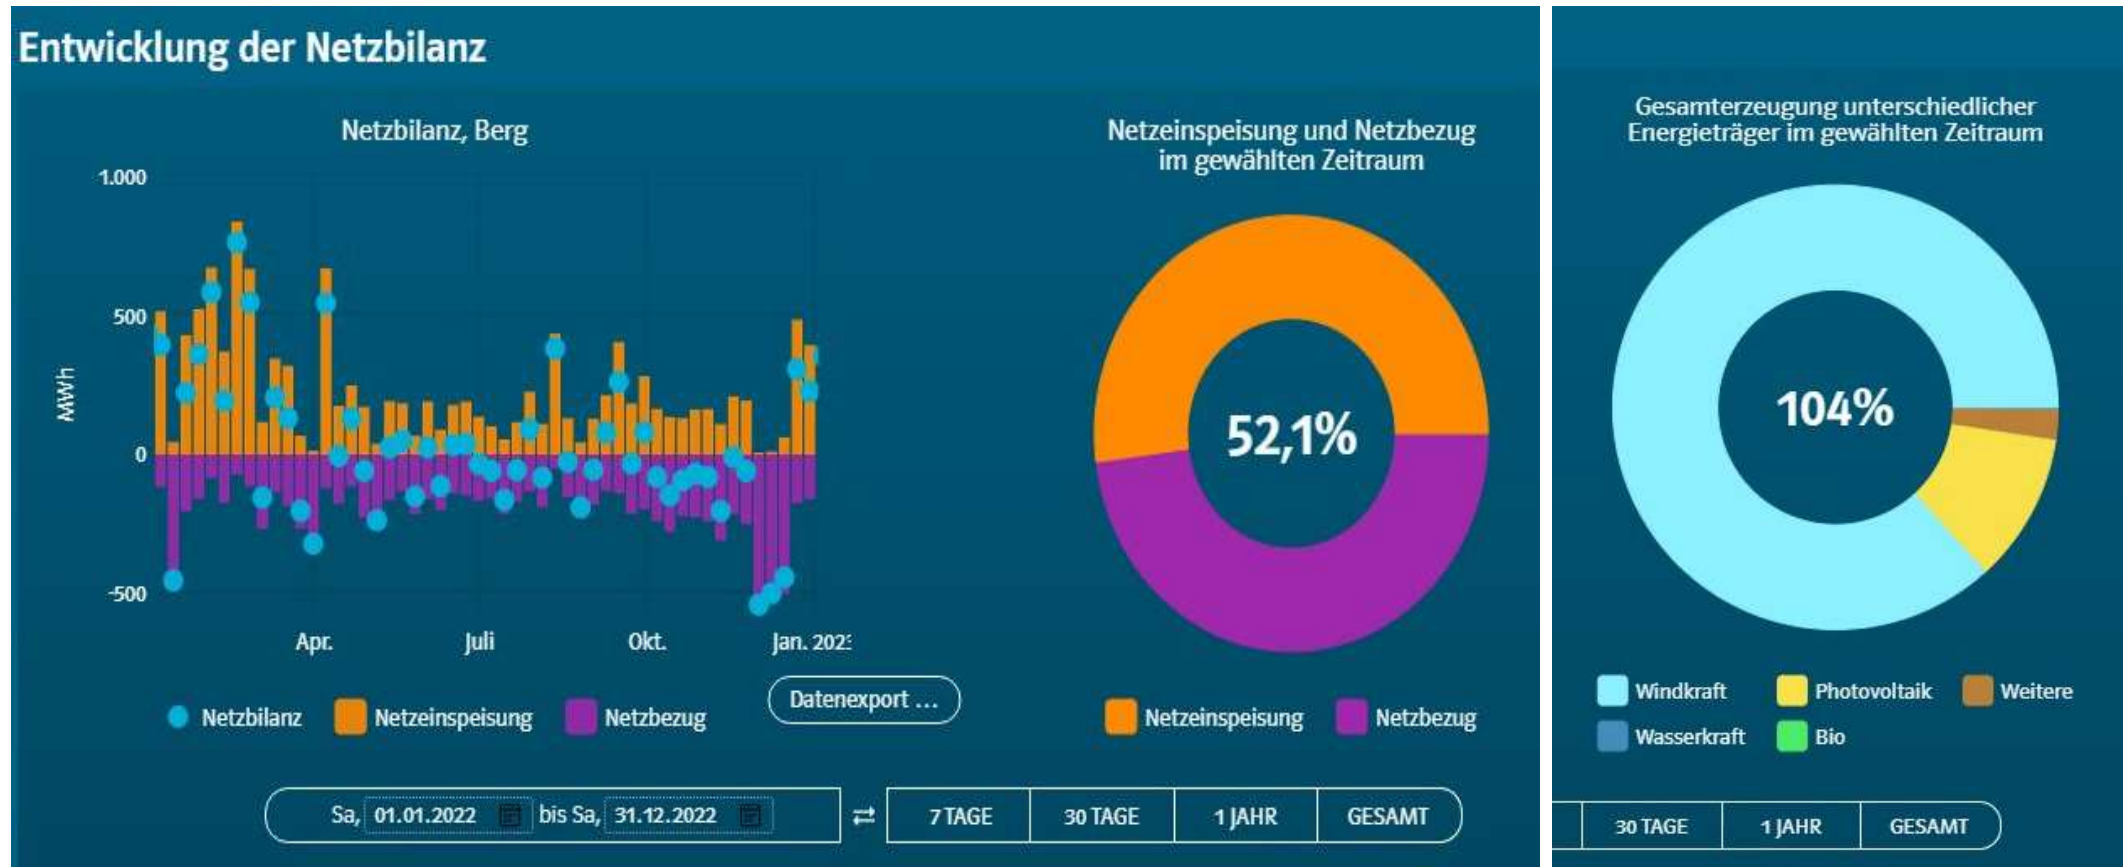 Entwicklung der Netzbilanz
Netzbilanz, Berg
1.000
500
0
-500
MWh
Apr.
Juli
Okt.
Jan. 2023
Netzbilanz
Netzeinspeisung
Netzbezug
Datenexport ...
Netzeinspeisung und Netzbezug
im gewählten Zeitraum
52,1%
Netzeinspeisung
Netzbezug
Sa, 01.01.2022 bis Sa, 31.12.2022
7 TAGE
30 TAGE
1 JAHR
GESAMT
Gesamterzeugung unterschiedlicher
Energieträger im gewählten Zeitraum
104%
Windkraft
Photovoltaik
Weitere
Wasserkraft
Bio
30 TAGE
1 JAHR
GESAMT